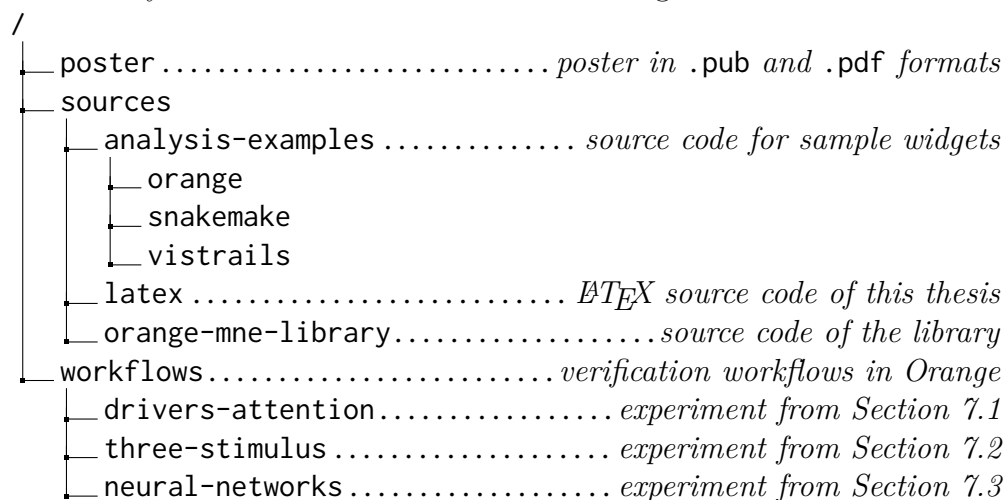 /
poster............................poster in .pub and .pdf formats
sources
analysis-examples..............source code for sample widgets
orange
snakemake
vistrails
latex...........................LATEX source code of this thesis
orange-mne-library...................source code of the library
workflows.........................verification workflows in Orange
drivers-attention.................experiment from Section 7.1
three-stimulus....................experiment from Section 7.2
neural-networks...................experiment from Section 7.3